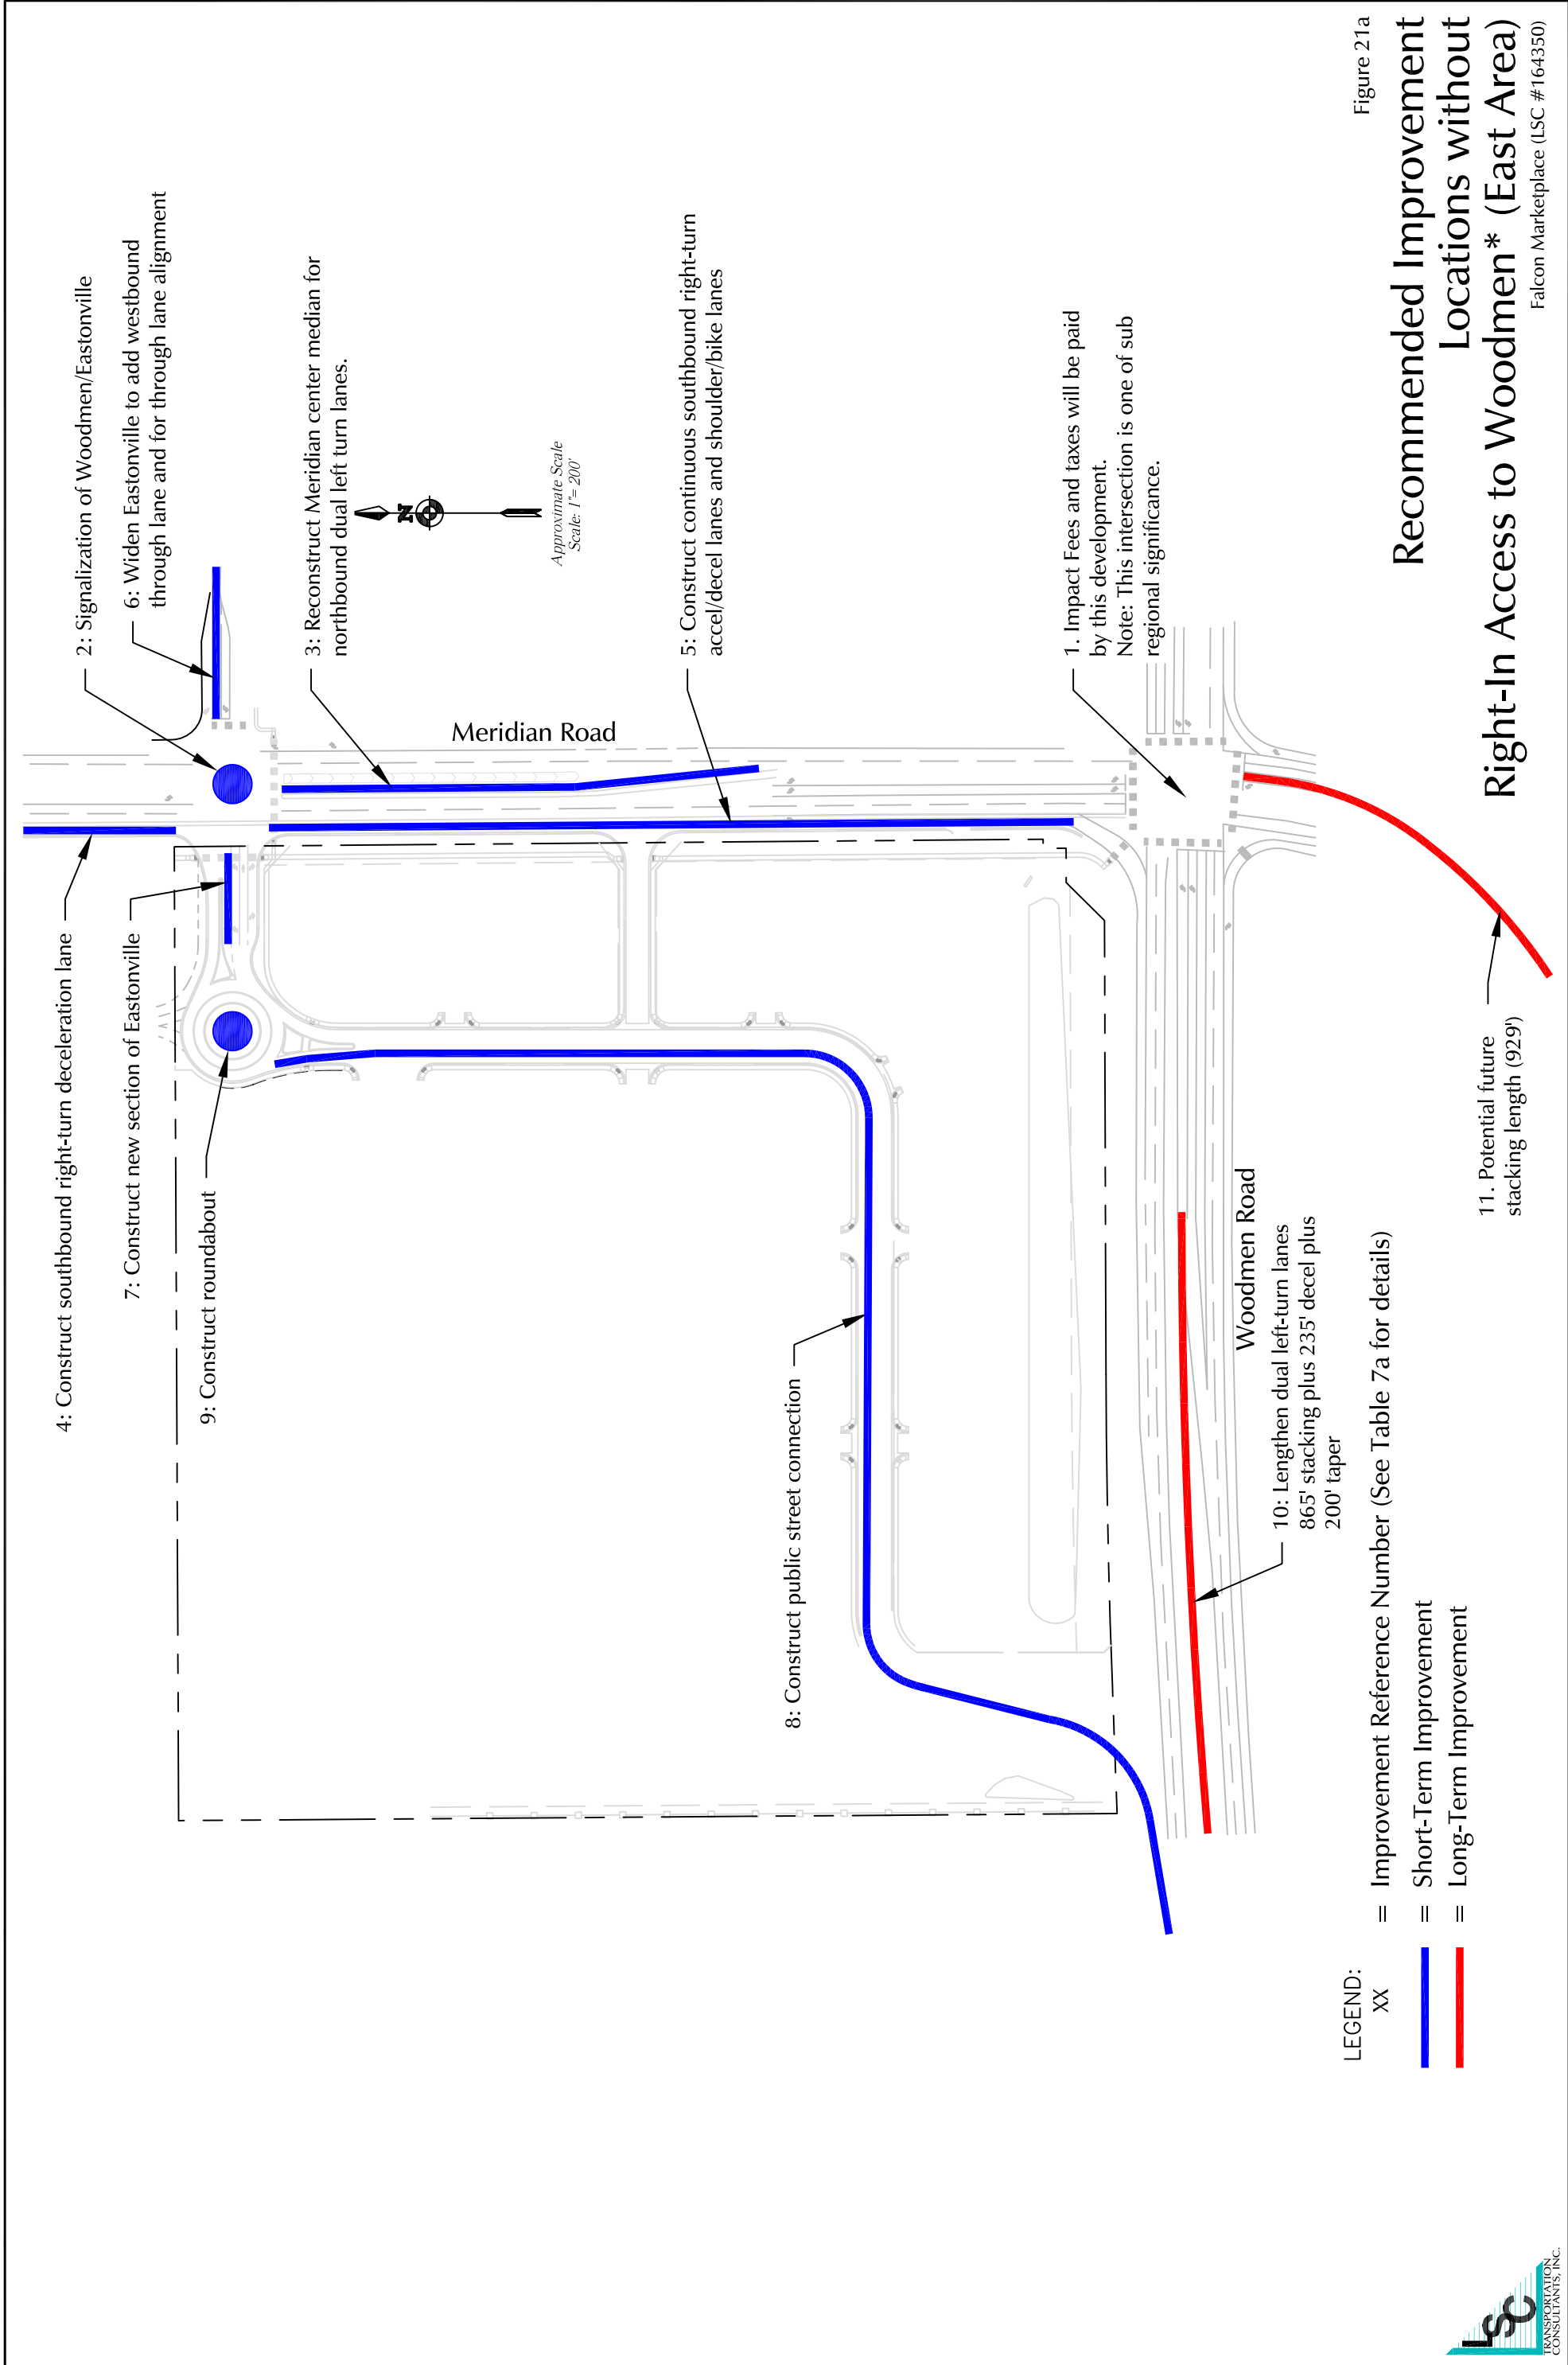 4: Construct southbound right-turn deceleration lane
7: Construct new section of Eastonville
9: Construct roundabout
2: Signalization of Woodmen/Eastonville
6: Widen Eastonville to add westbound
through lane and for through lane alignment
3: Reconstruct Meridian center median for
northbound dual left turn lanes.
Meridian Road
N
Approximate Scale
Scale: 1"= 200'
5: Construct continuous southbound right-turn
accel/decel lanes and shoulder/bike lanes
8: Construct public street connection
1. Impact Fees and taxes will be paid
by this development.
Note: This intersection is one of sub
regional significance.
Woodmen Road
10: Lengthen dual left-turn lanes
865' stacking plus 235' decel plus
200' taper
11. Potential future
stacking length (929')
LEGEND:
XX = Improvement Reference Number (See Table 7a for details)
= Short-Term Improvement
= Long-Term Improvement
Figure 21a
Recommended Improvement
Locations without
Right-In Access to Woodmen* (East Area)
Falcon Marketplace (LSC #164350)
LSC
TRANSPORTATION
CONSULTANTS, INC.